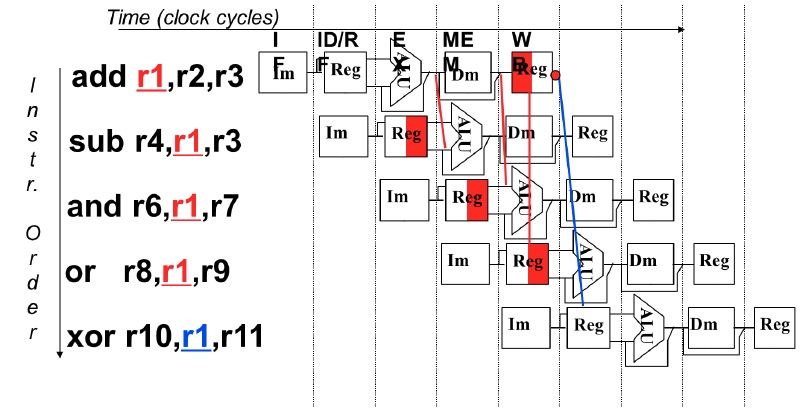 Time (clock cycles)
IF ID/RF EX MEM WB
Instr. Order
add r1,r2,r3
Im Reg ALU Dm Reg
sub r4,r1,r3
Im Reg ALU Dm Reg
and r6,r1,r7
Im Reg ALU Dm Reg
or r8,r1,r9
Im Reg ALU Dm Reg
xor r10,r1,r11
Im Reg ALU Dm Reg